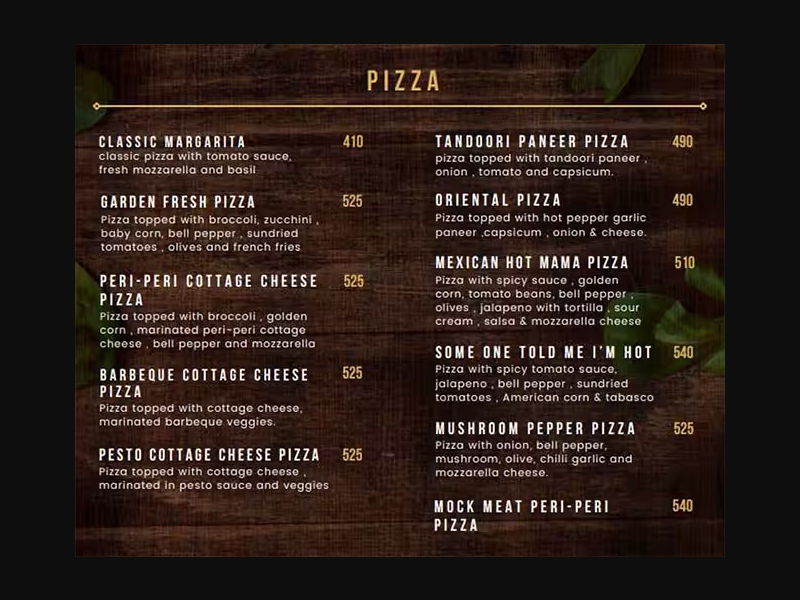 PIZZA
CLASSIC MARGARITA 410
classic pizza with tomato sauce,
fresh mozzarella and basil
GARDEN FRESH PIZZA 525
Pizza topped with broccoli, zucchini ,
baby corn, bell pepper , sundried
tomatoes , olives and french fries
PERI-PERI COTTAGE CHEESE 525
PIZZA
Pizza topped with broccoli , golden
corn , marinated peri-peri cottage
cheese , bell pepper and mozzarella
BARBEQUE COTTAGE CHEESE 525
PIZZA
Pizza topped with cottage cheese,
marinated barbeque veggies.
PESTO COTTAGE CHEESE PIZZA 525
Pizza topped with cottage cheese ,
marinated in pesto sauce and veggies
TANDOORI PANEER PIZZA 490
pizza topped with tandoori paneer ,
onion , tomato and capsicum.
ORIENTAL PIZZA 490
Pizza topped with hot pepper garlic
paneer ,capsicum , onion & cheese.
MEXICAN HOT MAMA PIZZA 510
Pizza with spicy sauce , golden
corn, tomato beans, bell pepper ,
olives , jalapeno with tortilla , sour
cream , salsa & mozzarella cheese
SOME ONE TOLD ME I'M HOT 540
Pizza with spicy tomato sauce,
jalapeno , bell pepper , sundried
tomatoes , American corn & tabasco
MUSHROOM PEPPER PIZZA 525
Pizza with onion, bell pepper,
mushroom, olive, chilli garlic and
mozzarella cheese.
MOCK MEAT PERI-PERI 540
PIZZA